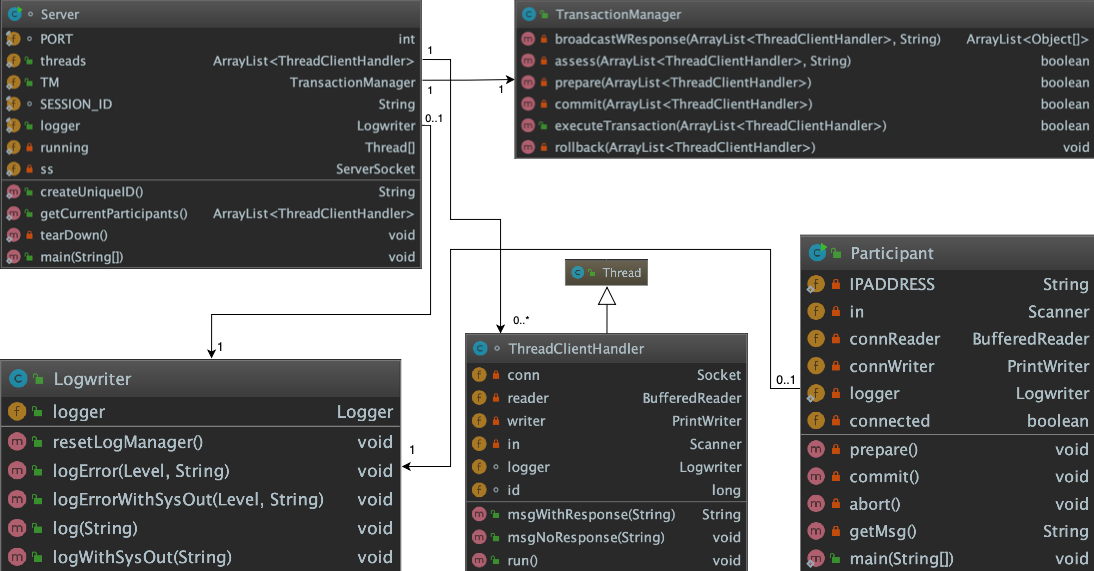 Server
PORT int
threads ArrayList<ThreadClientHandler>
TM TransactionManager
SESSION_ID String
logger Logwriter
running Thread[]
ss ServerSocket
createUniqueID() String
getCurrentParticipants() ArrayList<ThreadClientHandler>
tearDown() void
main(String[]) void
1
1
0..1
1
TransactionManager
broadcastWResponse(ArrayList<ThreadClientHandler>, String) ArrayList<Object[]>
assess(ArrayList<ThreadClientHandler>, String) boolean
prepare(ArrayList<ThreadClientHandler>) boolean
commit(ArrayList<ThreadClientHandler>) boolean
executeTransaction(ArrayList<ThreadClientHandler>) boolean
rollback(ArrayList<ThreadClientHandler>) void
Thread
0..*
1
Logwriter
logger Logger
resetLogManager() void
logError(Level, String) void
logErrorWithSysOut(Level, String) void
log(String) void
logWithSysOut(String) void
1
ThreadClientHandler
conn Socket
reader BufferedReader
writer PrintWriter
in Scanner
logger Logwriter
id long
msgWithResponse(String) String
msgNoResponse(String) void
run() void
0..1
Participant
IPADDRESS String
in Scanner
connReader BufferedReader
connWriter PrintWriter
logger Logwriter
connected boolean
prepare() void
commit() void
abort() void
getMsg() String
main(String[]) void